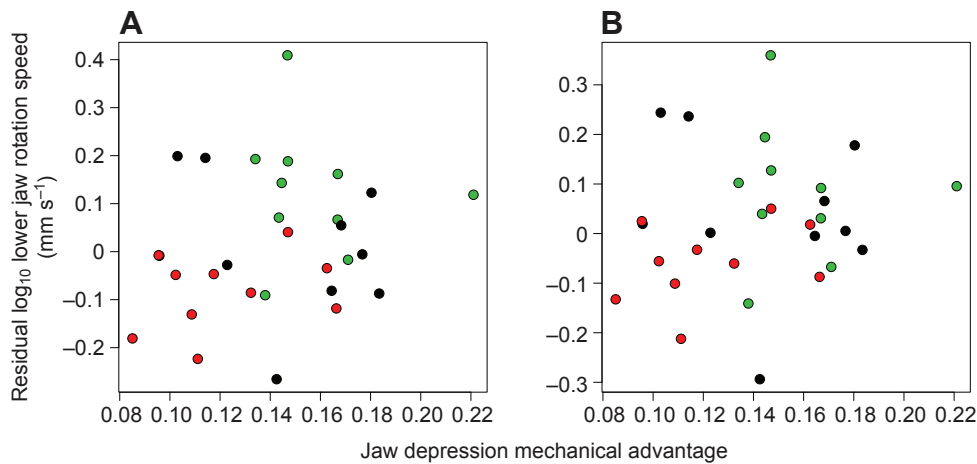 A
B
Residual log10 lower jaw rotation speed
(mm s–1)
0.4
0.3
0.2
0.1
0
–0.1
–0.2
0.08 0.10 0.12 0.14 0.16 0.18 0.20 0.22
0.3
0.2
0.1
0
–0.1
–0.2
–0.3
0.08 0.10 0.12 0.14 0.16 0.18 0.20 0.22
Jaw depression mechanical advantage